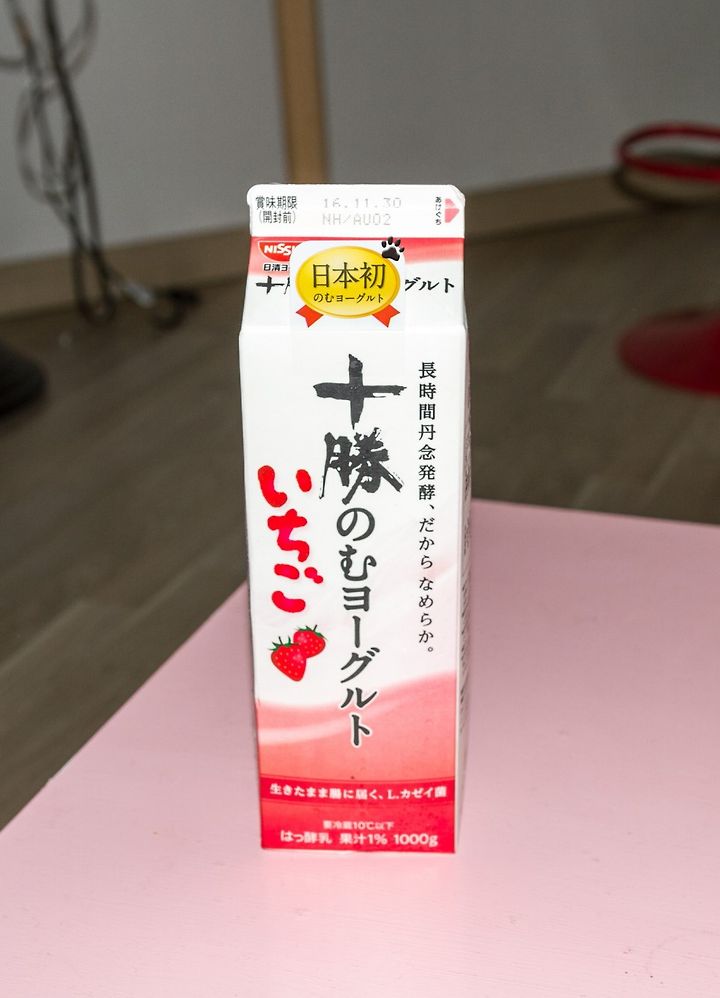 賞味期限
(開封前)
16.11.30
NH/AU02
あけぐち
日本初
のむヨーグルト
グルト
長時間丹念発酵、だから なめらか。
十勝のむヨーグルト
いちご
生きたまま腸に届く、L.カゼイ菌
要冷蔵10℃以下
はっ酵乳 果汁1% 1000g